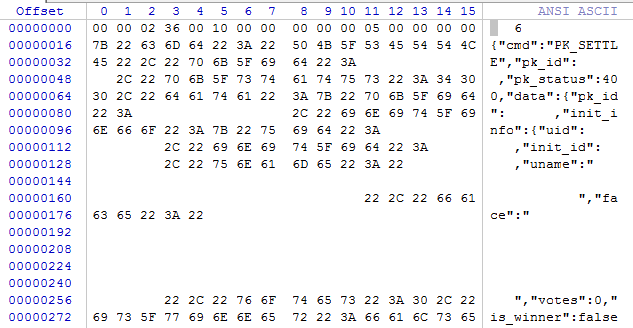 Offset 0 1 2 3 4 5 6 7 8 9 10 11 12 13 14 15 ANSI ASCII
00000000 00 00 02 36 00 10 00 00 00 00 00 05 00 00 00 00 6
00000016 7B 22 63 6D 64 22 3A 22 50 4B 5F 53 45 54 54 4C {"cmd":"PK_SETTL
00000032 45 22 2C 22 70 6B 5F 69 64 22 3A E","pk_id":
00000048 2C 22 70 6B 5F 73 74 61 74 75 73 22 3A 34 30 ,"pk_status":40
00000064 30 2C 22 64 61 74 61 22 3A 7B 22 70 6B 5F 69 64 0,"data":{"pk_id
00000080 22 3A 2C 22 69 6E 69 74 5F 69 ": ,"init_i
00000096 6E 66 6F 22 3A 7B 22 75 69 64 22 3A nfo":{"uid":
00000112 2C 22 69 6E 69 74 5F 69 64 22 3A ,"init_id":
00000128 2C 22 75 6E 61 6D 65 22 3A 22 ,"uname":"
00000144
00000160 22 2C 22 66 61 ","fa
00000176 63 65 22 3A 22 ce":"
00000192
00000208
00000224
00000240
00000256 22 2C 22 76 6F 74 65 73 22 3A 30 2C 22 ","votes":0,"
00000272 69 73 5F 77 69 6E 6E 65 72 22 3A 66 61 6C 73 65 is_winner":false